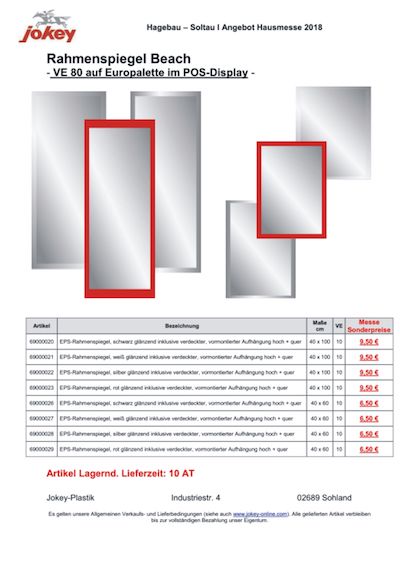 jokey
Hagebau – Soltau I Angebot Hausmesse 2018
Rahmenspiegel Beach
- VE 80 auf Europalette im POS-Display -
Artikel Bezeichnung Maße cm VE Messe Sonderpreise
69000020 EPS-Rahmenspiegel, schwarz glänzend inklusive verdeckter, vormontierter Aufhängung hoch + quer 40 x 100 10 9,50 €
69000021 EPS-Rahmenspiegel, weiß glänzend inklusive verdeckter, vormontierter Aufhängung hoch + quer 40 x 100 10 9,50 €
69000022 EPS-Rahmenspiegel, silber glänzend inklusive verdeckter, vormontierter Aufhängung hoch + quer 40 x 100 10 9,50 €
69000023 EPS-Rahmenspiegel, rot glänzend inklusive verdeckter, vormontierter Aufhängung hoch + quer 40 x 100 10 9,50 €
69000026 EPS-Rahmenspiegel, schwarz glänzend inklusive verdeckter, vormontierter Aufhängung hoch + quer 40 x 60 10 6,50 €
69000027 EPS-Rahmenspiegel, weiß glänzend inklusive verdeckter, vormontierter Aufhängung hoch + quer 40 x 60 10 6,50 €
69000028 EPS-Rahmenspiegel, silber glänzend inklusive verdeckter, vormontierter Aufhängung hoch + quer 40 x 60 10 6,50 €
69000029 EPS-Rahmenspiegel, rot glänzend inklusive verdeckter, vormontierter Aufhängung hoch + quer 40 x 60 10 6,50 €
Artikel Lagernd. Lieferzeit: 10 AT
Jokey-Plastik Industriestr. 4 02689 Sohland
Es gelten unsere Allgemeinen Verkaufs- und Lieferbedingungen (siehe auch www.jokey-online.com). Alle gelieferten Artikel verbleiben
bis zur vollständigen Bezahlung unser Eigentum.